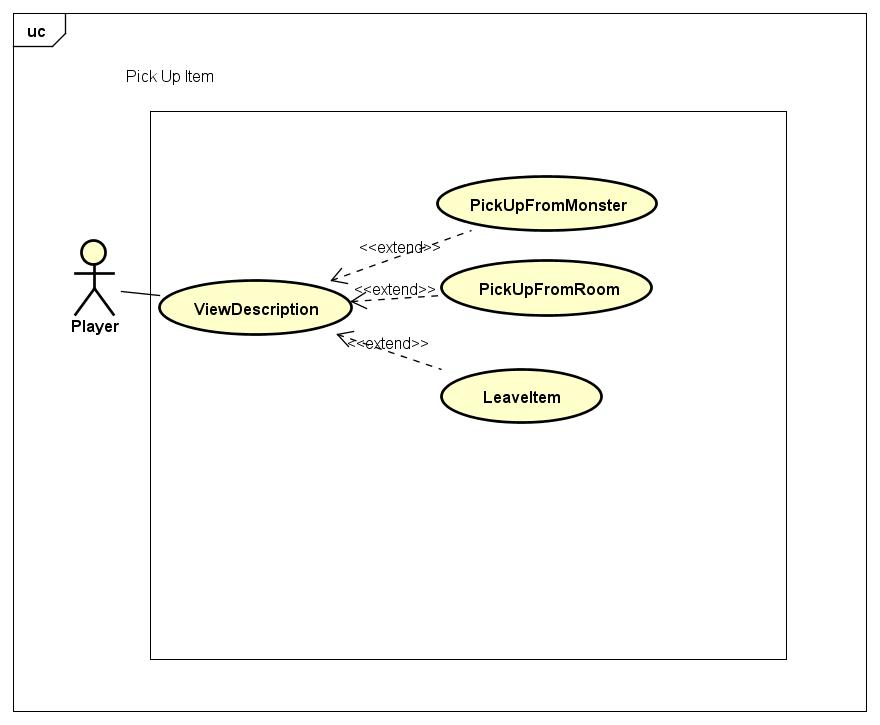 uc
Pick Up Item
PickUpFromMonster
<<extend>>
<<extend>>
PickUpFromRoom
ViewDescription
Player
<<extend>>
LeaveItem